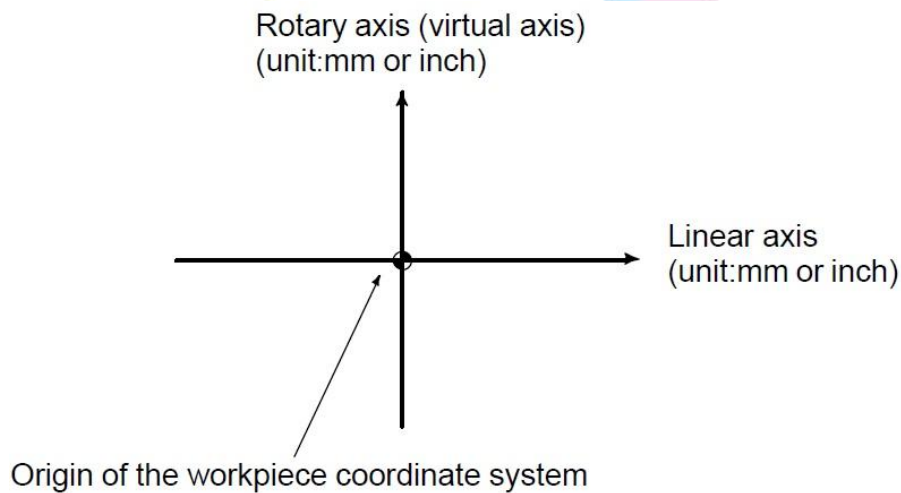 Rotary axis (virtual axis)
(unit:mm or inch)
Linear axis
(unit:mm or inch)
Origin of the workpiece coordinate system